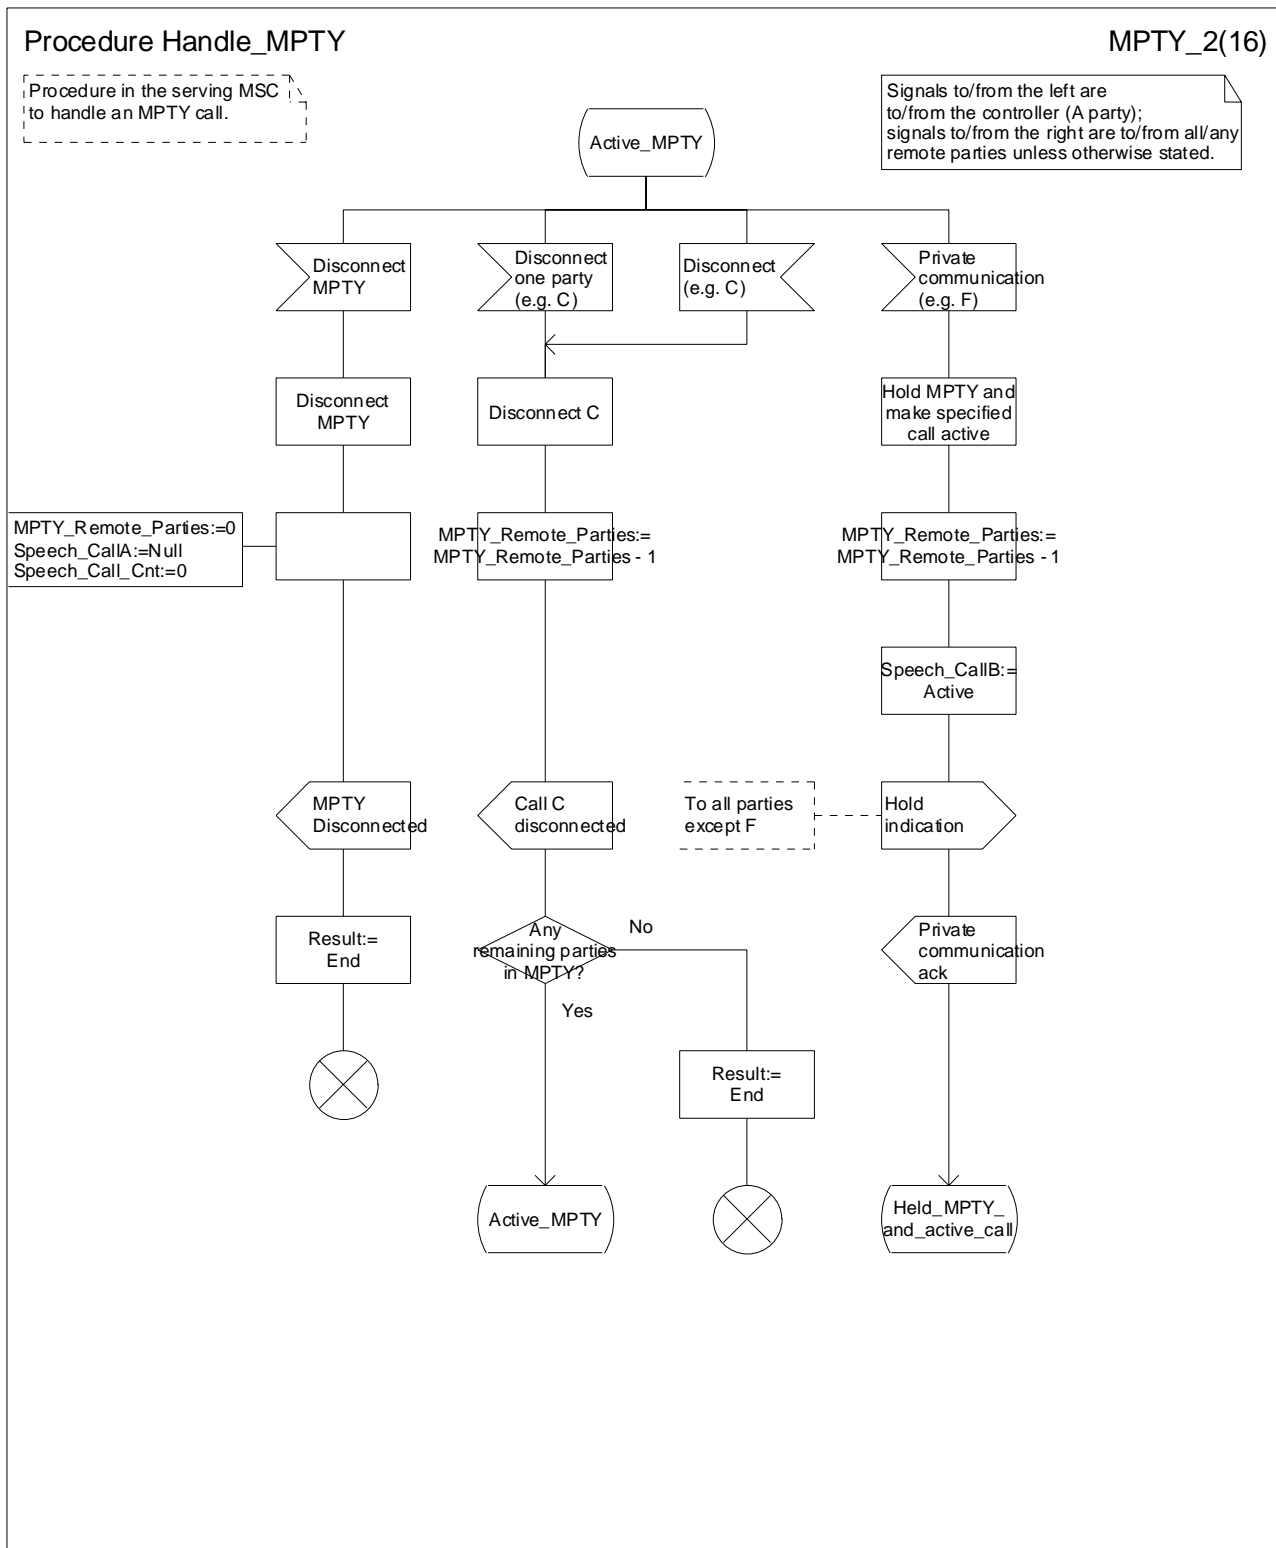 Procedure Handle_MPTY
MPTY_2(16)
Procedure in the serving MSC
to handle an MPTY call.
Signals to/from the left are
to/from the controller (A party);
signals to/from the right are to/from all/any
remote parties unless otherwise stated.
Active_MPTY
Disconnect
MPTY
Disconnect
one party
(e.g. C)
Disconnect
(e.g. C)
Private
communication
(e.g. F)
Disconnect
MPTY
Disconnect C
Hold MPTY and
make specified
call active
MPTY_Remote_Parties:=0
Speech_CallA:=Null
Speech_Call_Cnt:=0
MPTY_Remote_Parties:=
MPTY_Remote_Parties - 1
MPTY_Remote_Parties:=
MPTY_Remote_Parties - 1
Speech_CallB:=
Active
MPTY
Disconnected
Call C
disconnected
To all parties
except F
Hold
indication
Result:=
End
Any
remaining parties
in MPTY?
No
Yes
Private
communication
ack
Result:=
End
Active_MPTY
Held_MPTY_
and_active_call